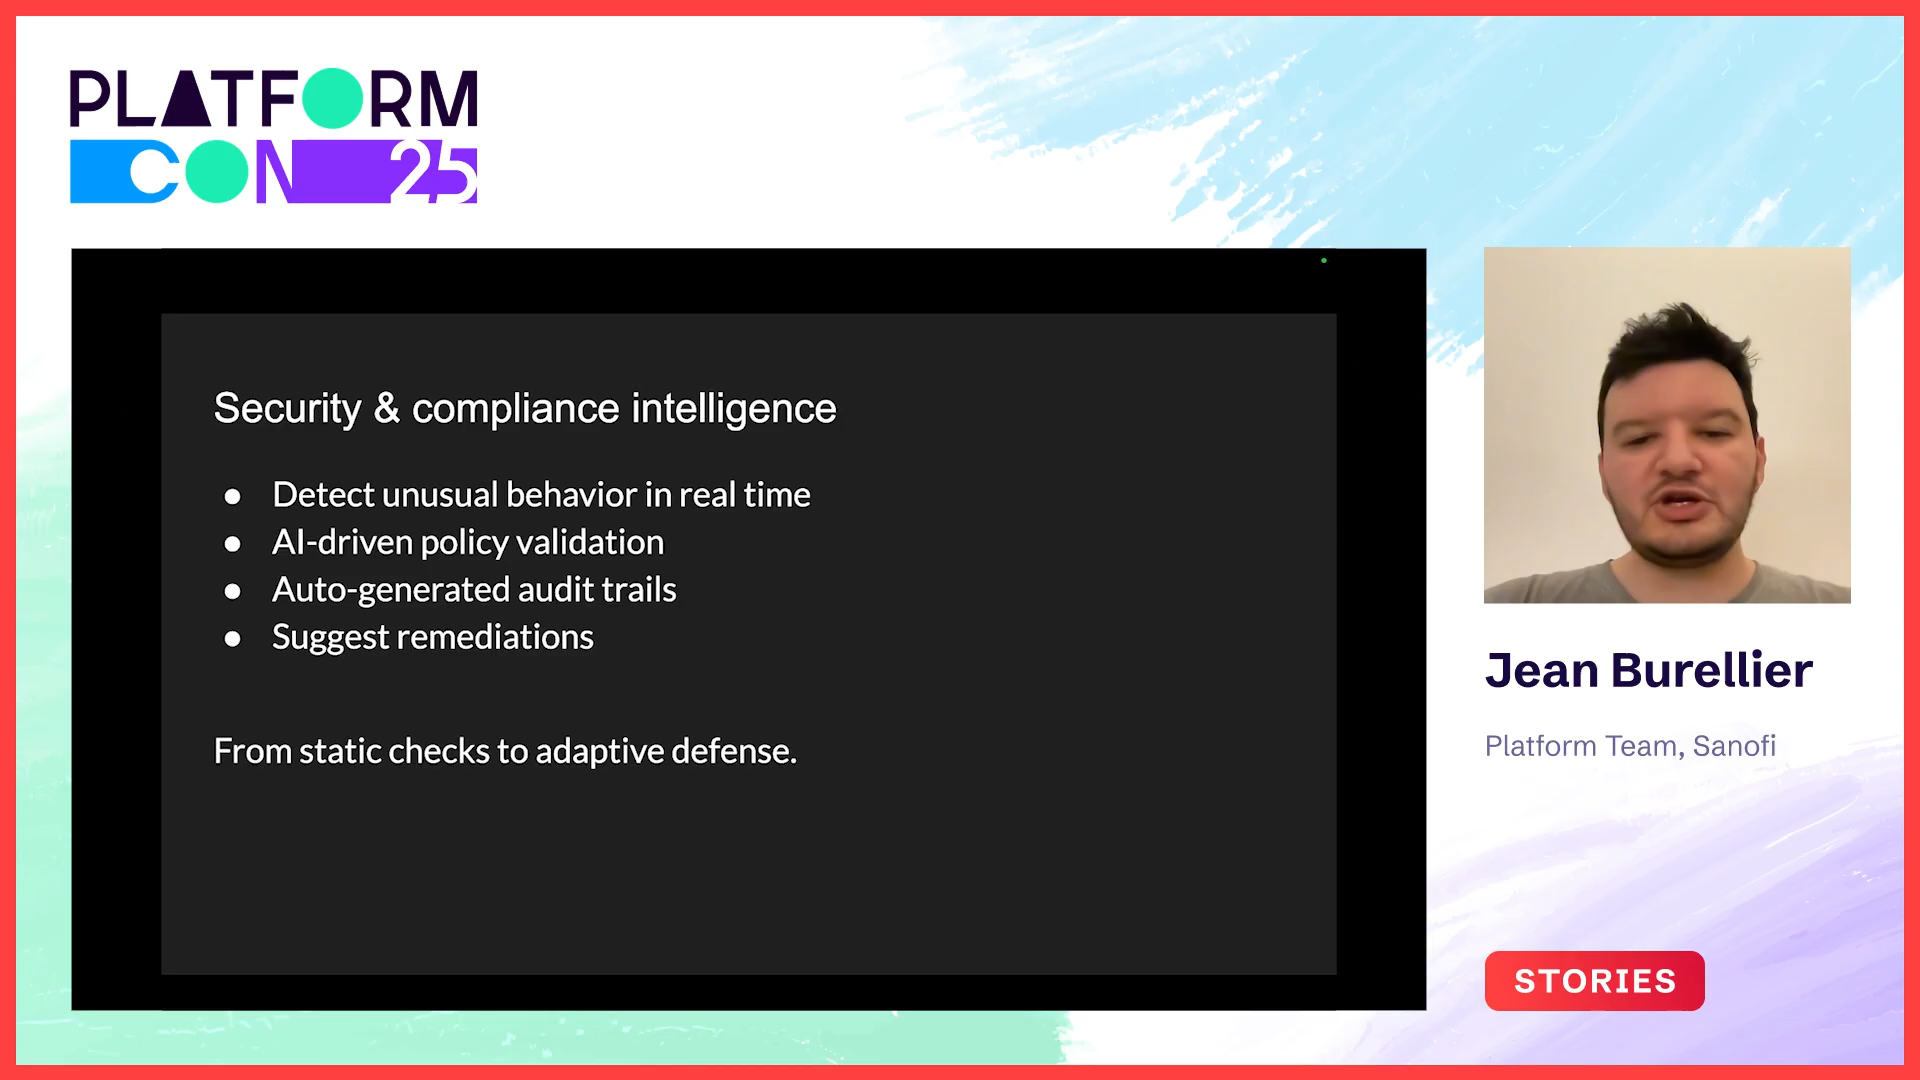 PLATFORM
CON 25
Security & compliance intelligence
● Detect unusual behavior in real time
● AI-driven policy validation
● Auto-generated audit trails
● Suggest remediations
From static checks to adaptive defense.
Jean Burellier
Platform Team, Sanofi
STORIES